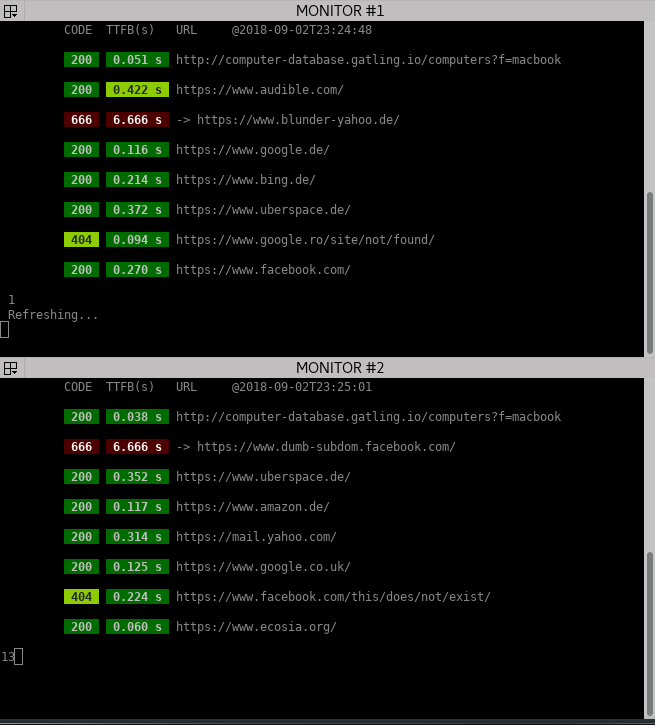 MONITOR #1
CODE TTFB(s) URL @2018-09-02T23:24:48
200 0.051 s http://computer-database.gatling.io/computers?f=macbook
200 0.422 s https://www.audible.com/
666 6.666 s -> https://www.blunder-yahoo.de/
200 0.116 s https://www.google.de/
200 0.214 s https://www.bing.de/
200 0.372 s https://www.uberspace.de/
404 0.094 s https://www.google.ro/site/not/found/
200 0.270 s https://www.facebook.com/
1
Refreshing...
MONITOR #2
CODE TTFB(s) URL @2018-09-02T23:25:01
200 0.038 s http://computer-database.gatling.io/computers?f=macbook
666 6.666 s -> https://www.dumb-subdom.facebook.com/
200 0.352 s https://www.uberspace.de/
200 0.117 s https://www.amazon.de/
200 0.314 s https://mail.yahoo.com/
200 0.125 s https://www.google.co.uk/
404 0.224 s https://www.facebook.com/this/does/not/exist/
200 0.060 s https://www.ecosia.org/
13